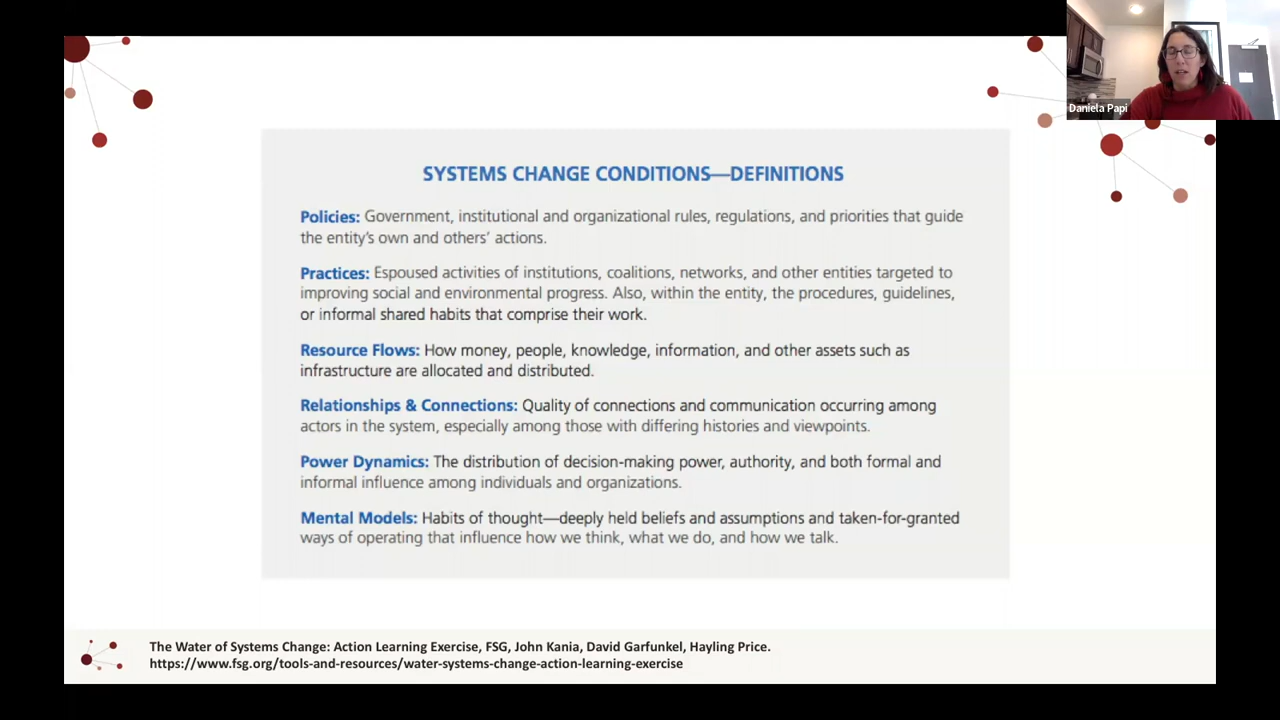 Daniela Papi
SYSTEMS CHANGE CONDITIONS—DEFINITIONS
Policies: Government, institutional and organizational rules, regulations, and priorities that guide
the entity's own and others' actions.
Practices: Espoused activities of institutions, coalitions, networks, and other entities targeted to
improving social and environmental progress. Also, within the entity, the procedures, guidelines,
or informal shared habits that comprise their work.
Resource Flows: How money, people, knowledge, information, and other assets such as
infrastructure are allocated and distributed.
Relationships & Connections: Quality of connections and communication occurring among
actors in the system, especially among those with differing histories and viewpoints.
Power Dynamics: The distribution of decision-making power, authority, and both formal and
informal influence among individuals and organizations.
Mental Models: Habits of thought—deeply held beliefs and assumptions and taken-for-granted
ways of operating that influence how we think, what we do, and how we talk.
The Water of Systems Change: Action Learning Exercise, FSG, John Kania, David Garfunkel, Hayling Price.
https://www.fsg.org/tools-and-resources/water-systems-change-action-learning-exercise